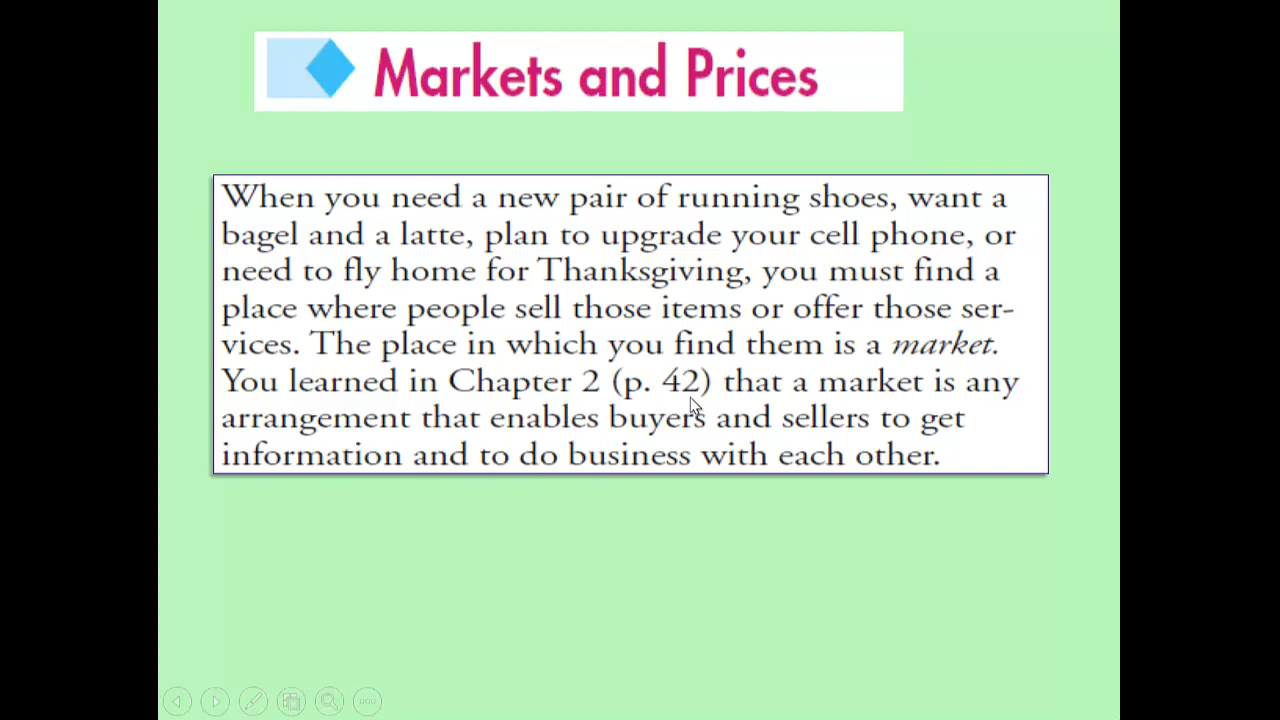 Markets and Prices
When you need a new pair of running shoes, want a
bagel and a latte, plan to upgrade your cell phone, or
need to fly home for Thanksgiving, you must find a
place where people sell those items or offer those ser-
vices. The place in which you find them is a market.
You learned in Chapter 2 (p. 42) that a market is any
arrangement that enables buyers and sellers to get
information and to do business with each other.